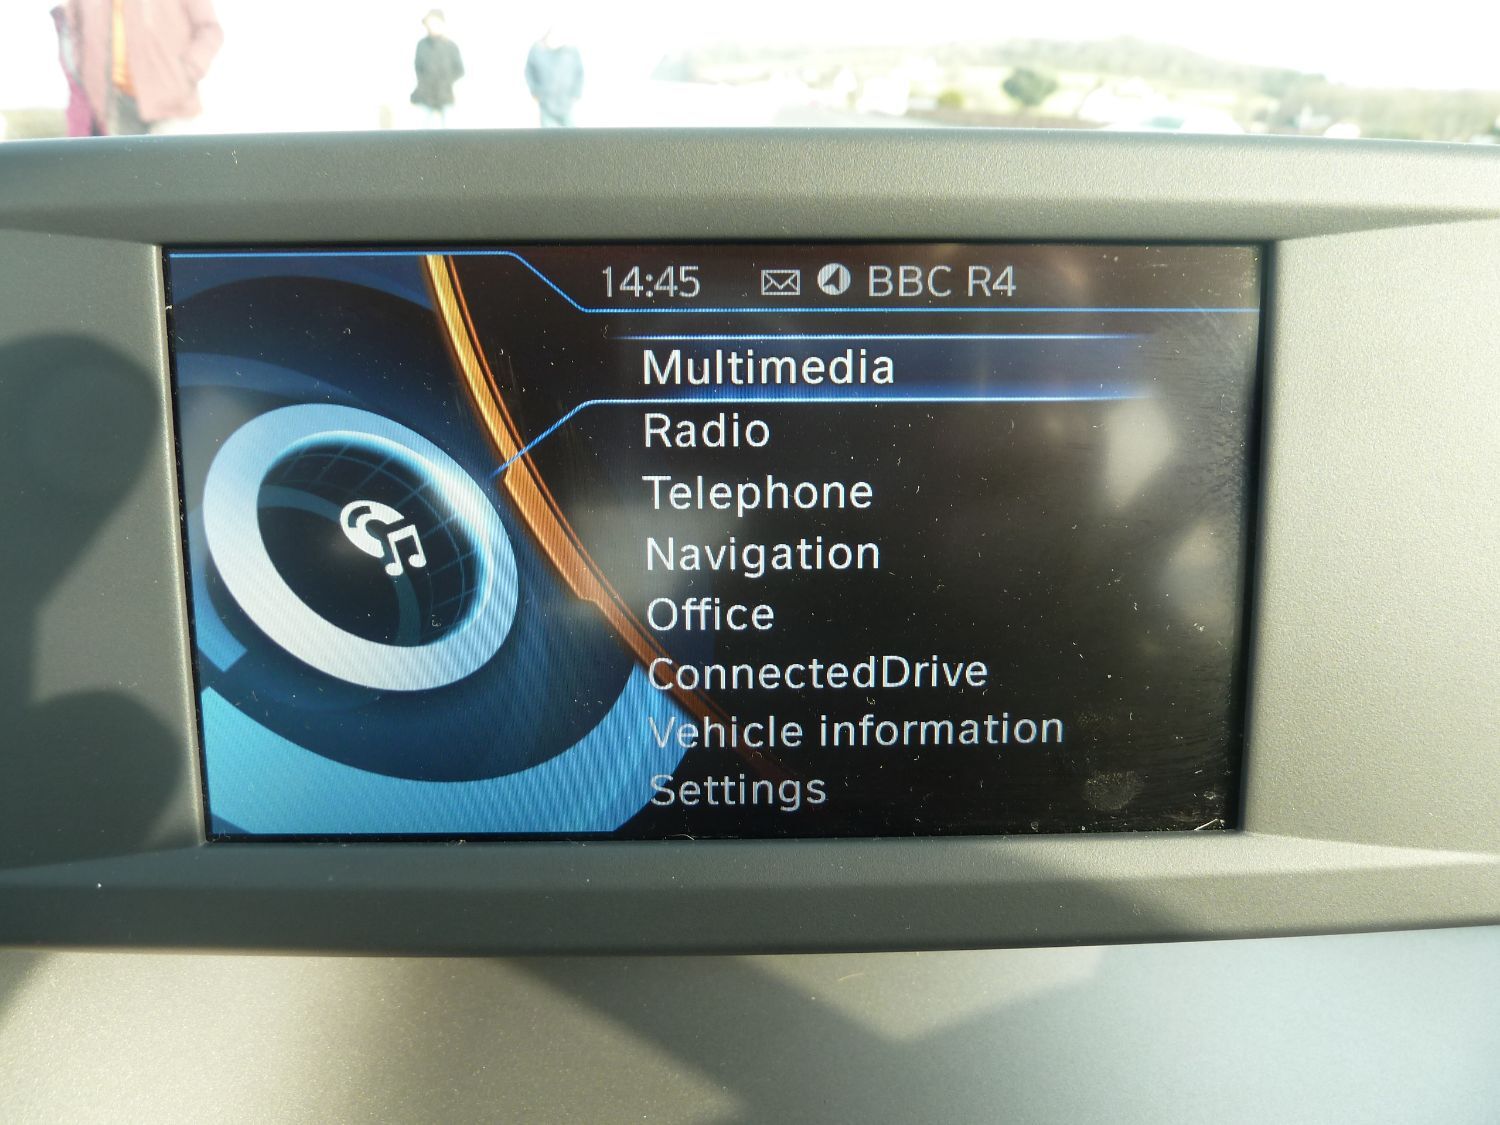 14:45 BBC R4
Multimedia
Radio
Telephone
Navigation
Office
ConnectedDrive
Vehicle information
Settings